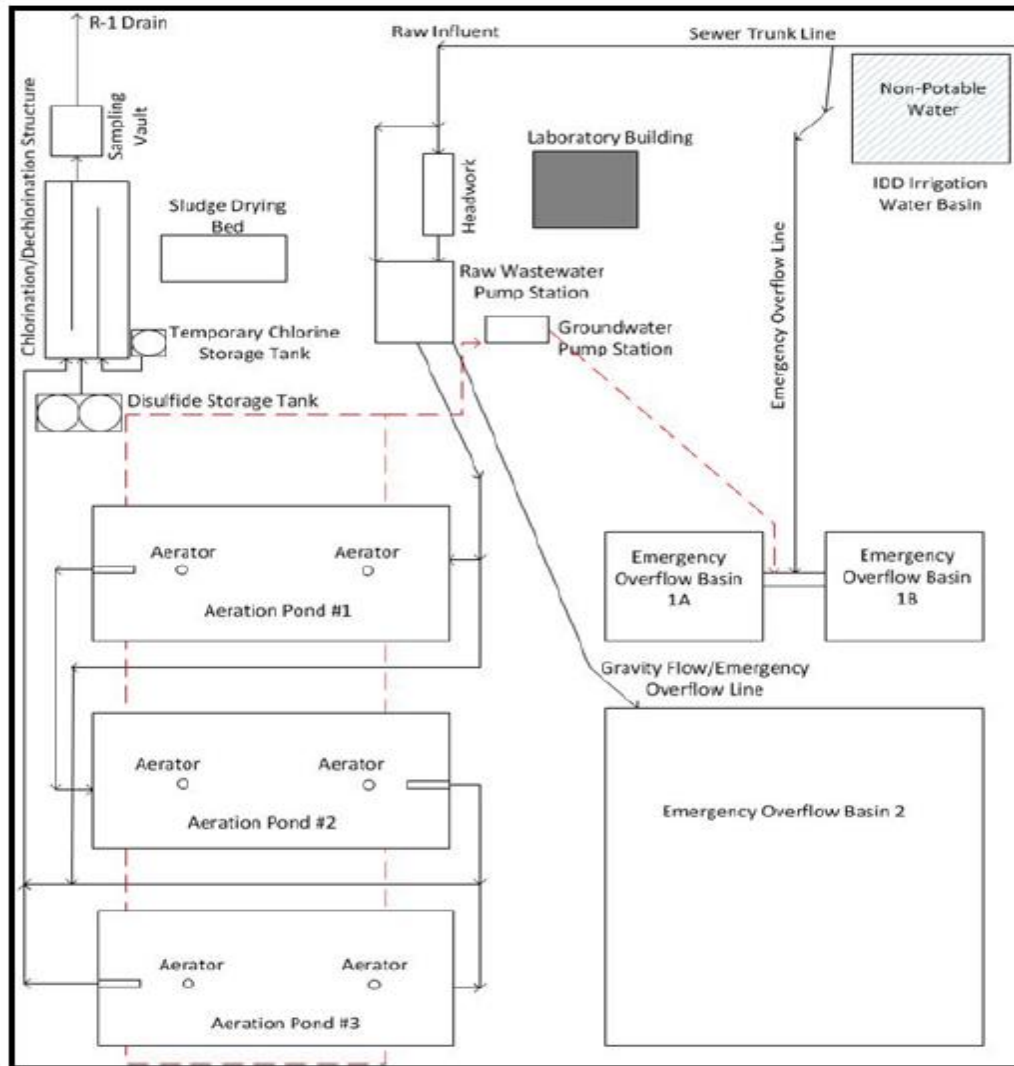 R-1 Drain
Raw Influent
Sewer Trunk Line
Non-Potable
Water
IDD Irrigation
Water Basin
Chlorination/Dechlorination Structure
Sampling
Vault
Laboratory Building
Headwork
Sludge Drying
Bed
Raw Wastewater
Pump Station
Groundwater
Pump Station
Emergency Overflow Line
Temporary Chlorine
Storage Tank
Disulfide Storage Tank
Aerator
Aerator
Aeration Pond #1
Emergency
Overflow Basin
1A
Emergency
Overflow Basin
1B
Gravity Flow/Emergency
Overflow Line
Aerator
Aerator
Aeration Pond #2
Emergency Overflow Basin 2
Aerator
Aerator
Aeration Pond #3